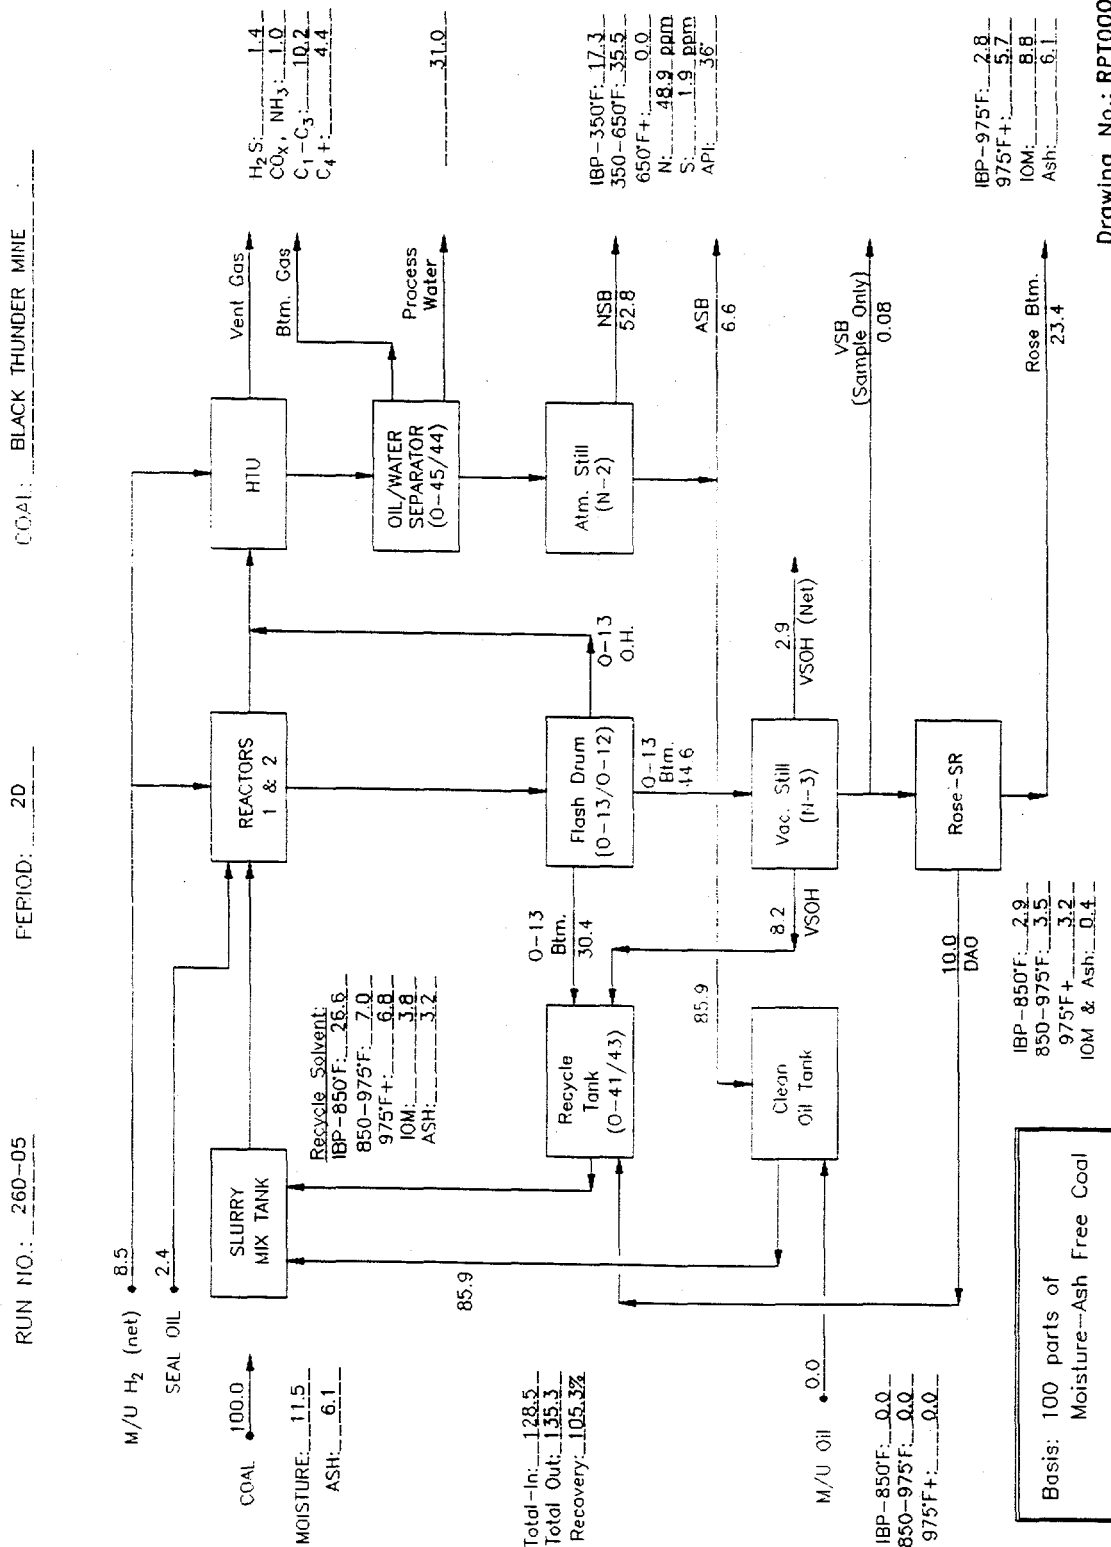 RUN NO.: 260-05
PERIOD: 2D
COAL: BLACK THUNDER MINE
M/U H2 (net) 8.5
SEAL OIL 2.4
COAL 100.0
MOISTURE: 11.5
ASH: 6.1
SLURRY
MIX TANK
REACTORS
1 & 2
HTU
Vent Gas
Btm. Gas
H2S: 1.4
COx, NH3: 1.0
C1-C3: 10.2
C4+: 4.4
OIL/WATER
SEPARATOR
(O-45/44)
Process
Water
31.0
Recycle Solvent:
IBP-850°F: 26.6
850-975°F: 7.0
975°F+: 6.8
IOM: 3.8
ASH: 3.2
85.9
Total-In: 128.5
Total Out: 135.3
Recovery: 105.3%
O-13
Btm.
30.4
Recycle
Tank
(O-41/43)
Flash Drum
(O-13/O-12)
O-13
O.H.
O-13
Btm.
44.6
Atm. Still
(N-2)
NSB
52.8
IBP-350°F: 17.3
350-650°F: 35.5
650°F+: 0.0
N: 48.9 ppm
S: 1.9 ppm
API: 36°
ASB
6.6
85.9
Clean
Oil Tank
8.2
VSOH
Vac. Still
(N-3)
2.9
VSOH (Net)
VSB
(Sample Only)
0.08
M/U Oil 0.0
IBP-850°F: 0.0
850-975°F: 0.0
975°F+: 0.0
10.0
DAO
IBP-850°F: 2.9
850-975°F: 3.5
975°F+ 3.2
IOM & Ash: 0.4
Rose-SR
Rose Btm.
23.4
IBP-975°F: 2.8
975°F+: 5.7
IOM: 8.8
Ash: 6.1
Basis: 100 parts of
Moisture-Ash Free Coal
Drawing No.: RPT000